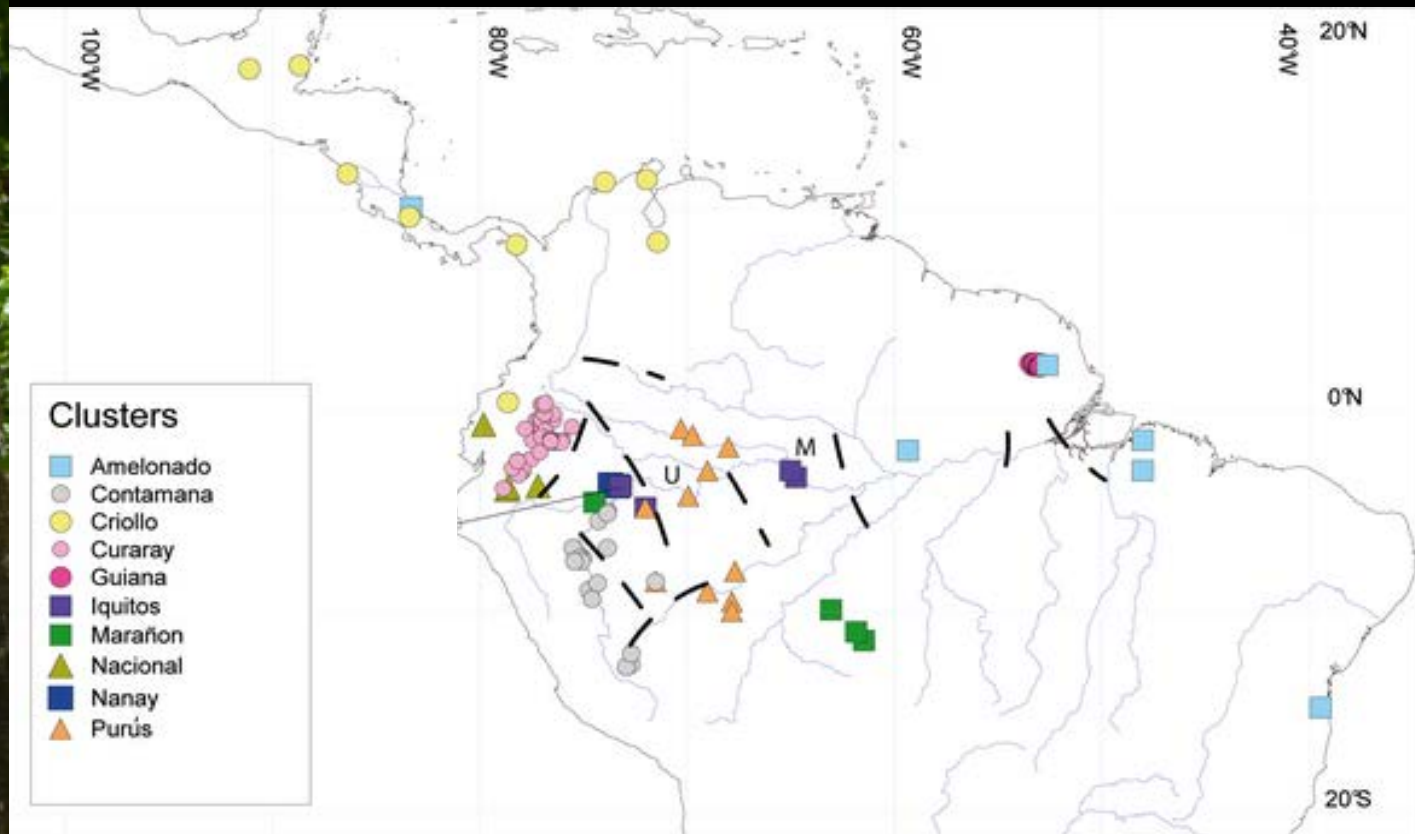 100°W
80°W
60°W
40°W
20°N
0°N
M
U
20°S
Clusters
Amelonado
Contamana
Criollo
Curaray
Guiana
Iquitos
Marañon
Nacional
Nanay
Purús